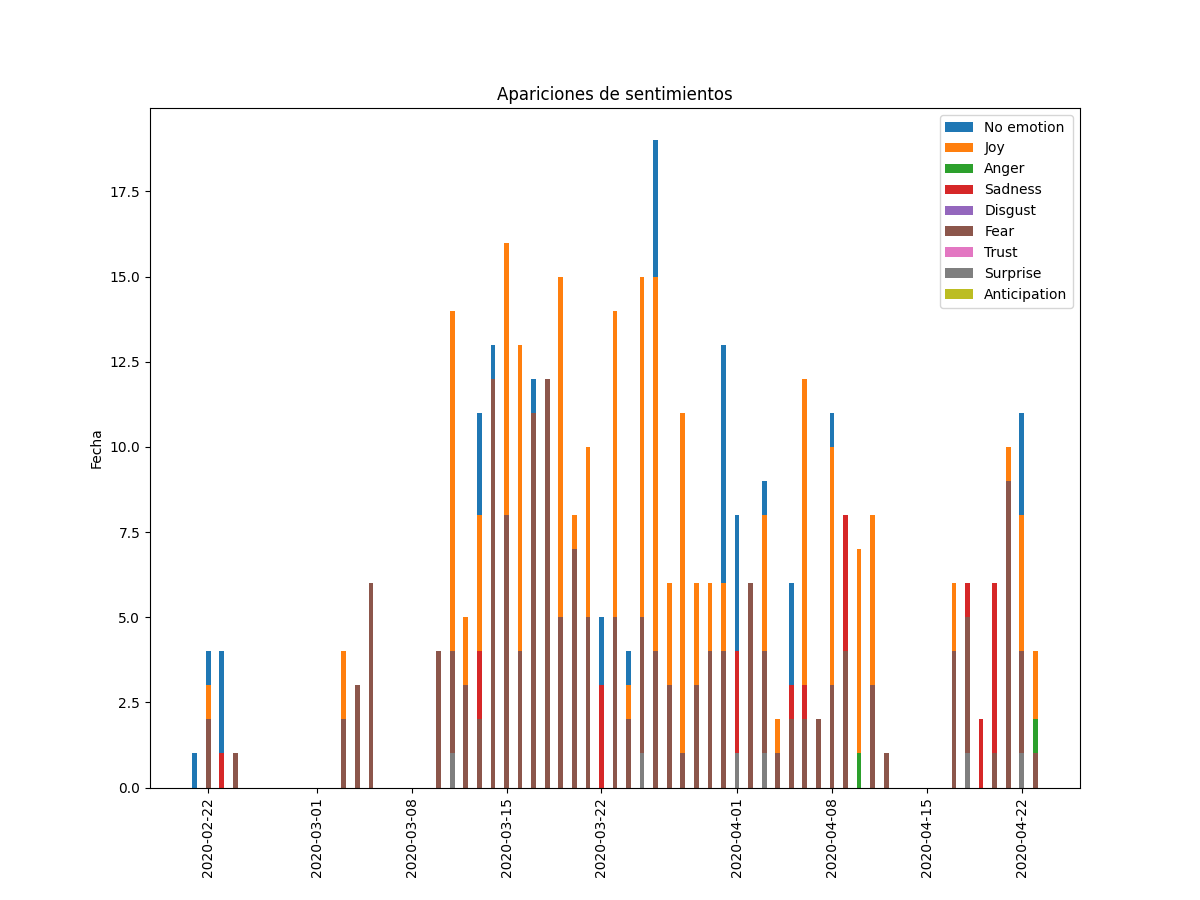 Apariciones de sentimientos
No emotion
Joy
Anger
Sadness
Disgust
Fear
Trust
Surprise
Anticipation
17.5
15.0
12.5
10.0
7.5
5.0
2.5
0.0
Fecha
2020-02-22
2020-03-01
2020-03-08
2020-03-15
2020-03-22
2020-04-01
2020-04-08
2020-04-15
2020-04-22